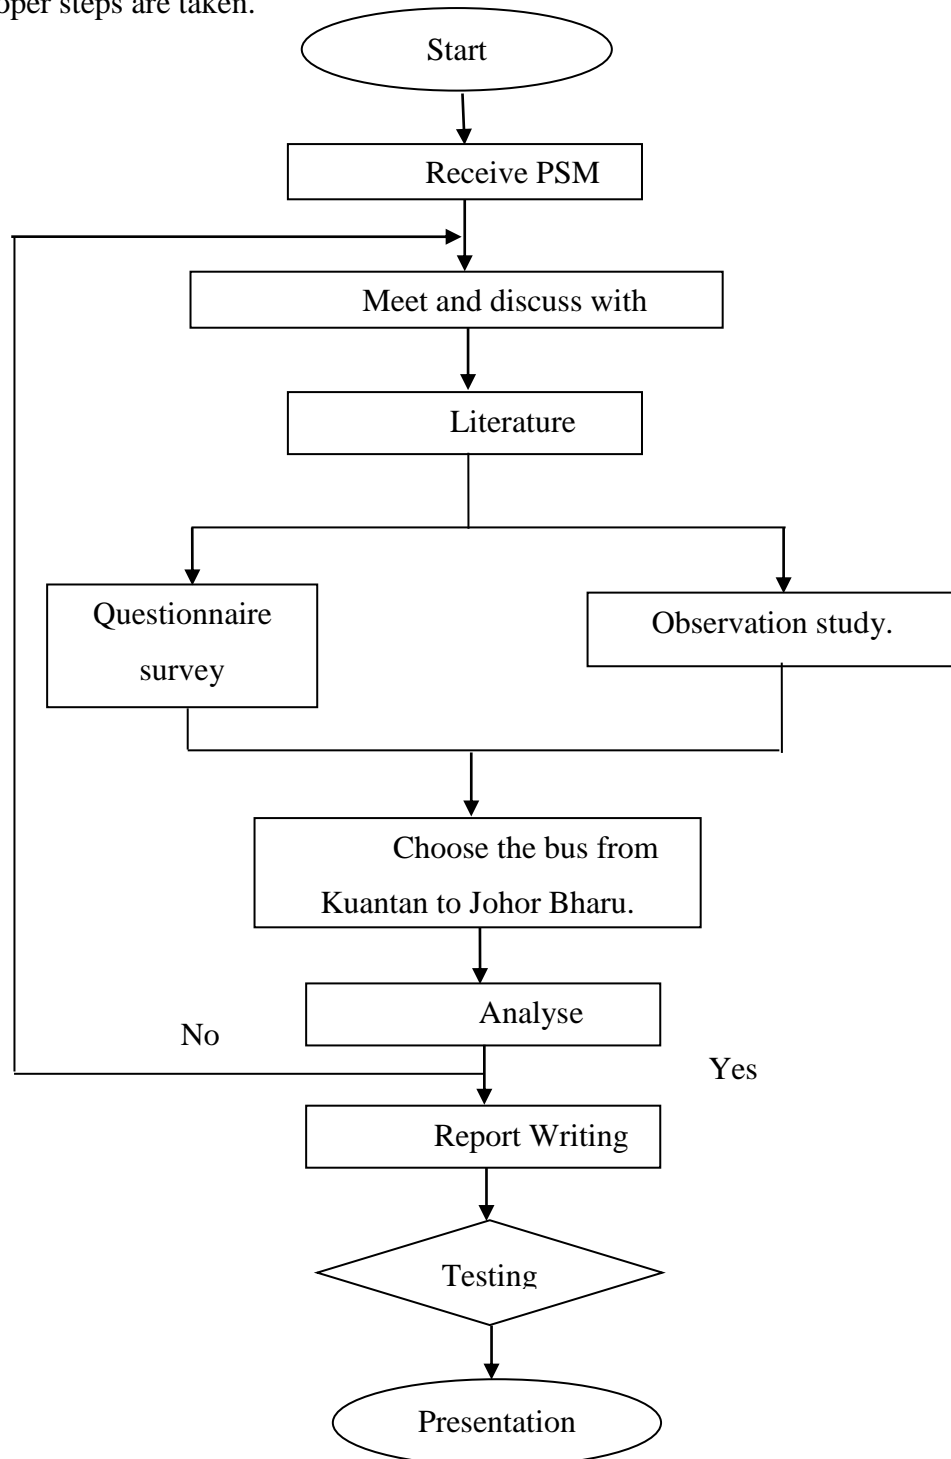 oper steps are taken.
Start
Receive PSM
Meet and discuss with
Literature
Questionnaire
survey
Observation study.
Choose the bus from
Kuantan to Johor Bharu.
Analyse
No
Yes
Report Writing
Testing
Presentation